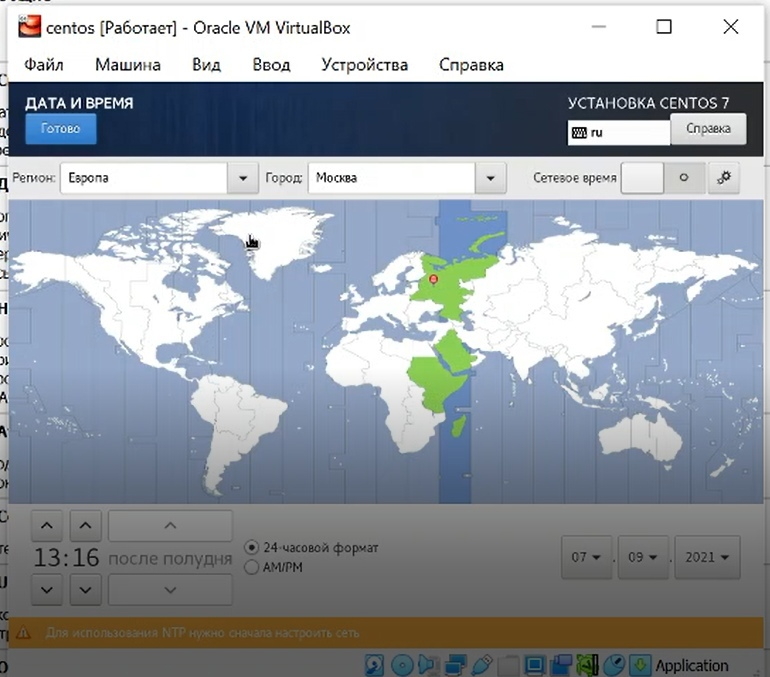 centos [Работает] - Oracle VM VirtualBox
Файл Машина Вид Ввод Устройства Справка
ДАТА И ВРЕМЯ
УСТАНОВКА CENTOS 7
Готово
ru
Справка
Регион: Европа Город: Москва Сетевое время
13:16 после полудня
24-часовой формат
AM/PM
07 . 09 . 2021
Для использования NTP нужно сначала настроить сеть
Application